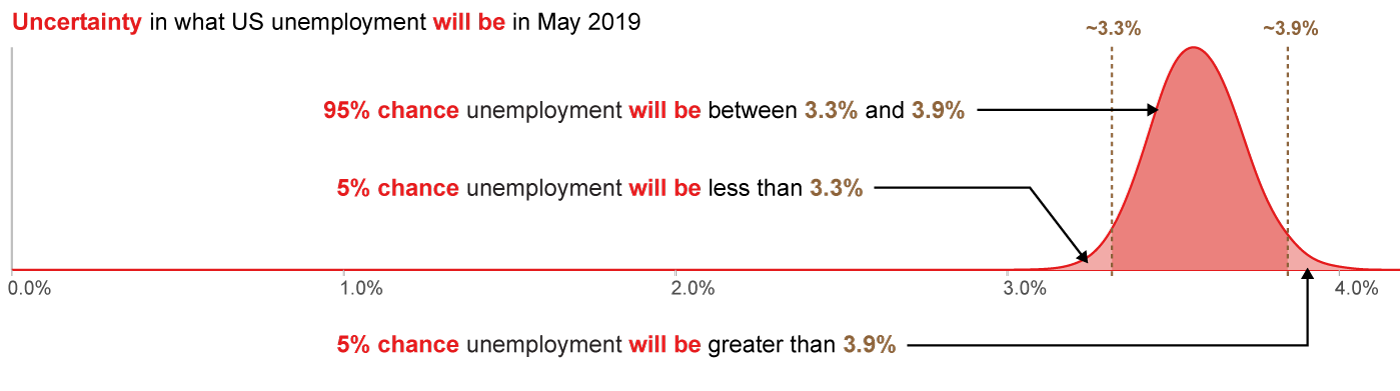 Uncertainty in what US unemployment will be in May 2019
~3.3% ~3.9%
95% chance unemployment will be between 3.3% and 3.9%
5% chance unemployment will be less than 3.3%
0.0% 1.0% 2.0% 3.0% 4.0%
5% chance unemployment will be greater than 3.9%